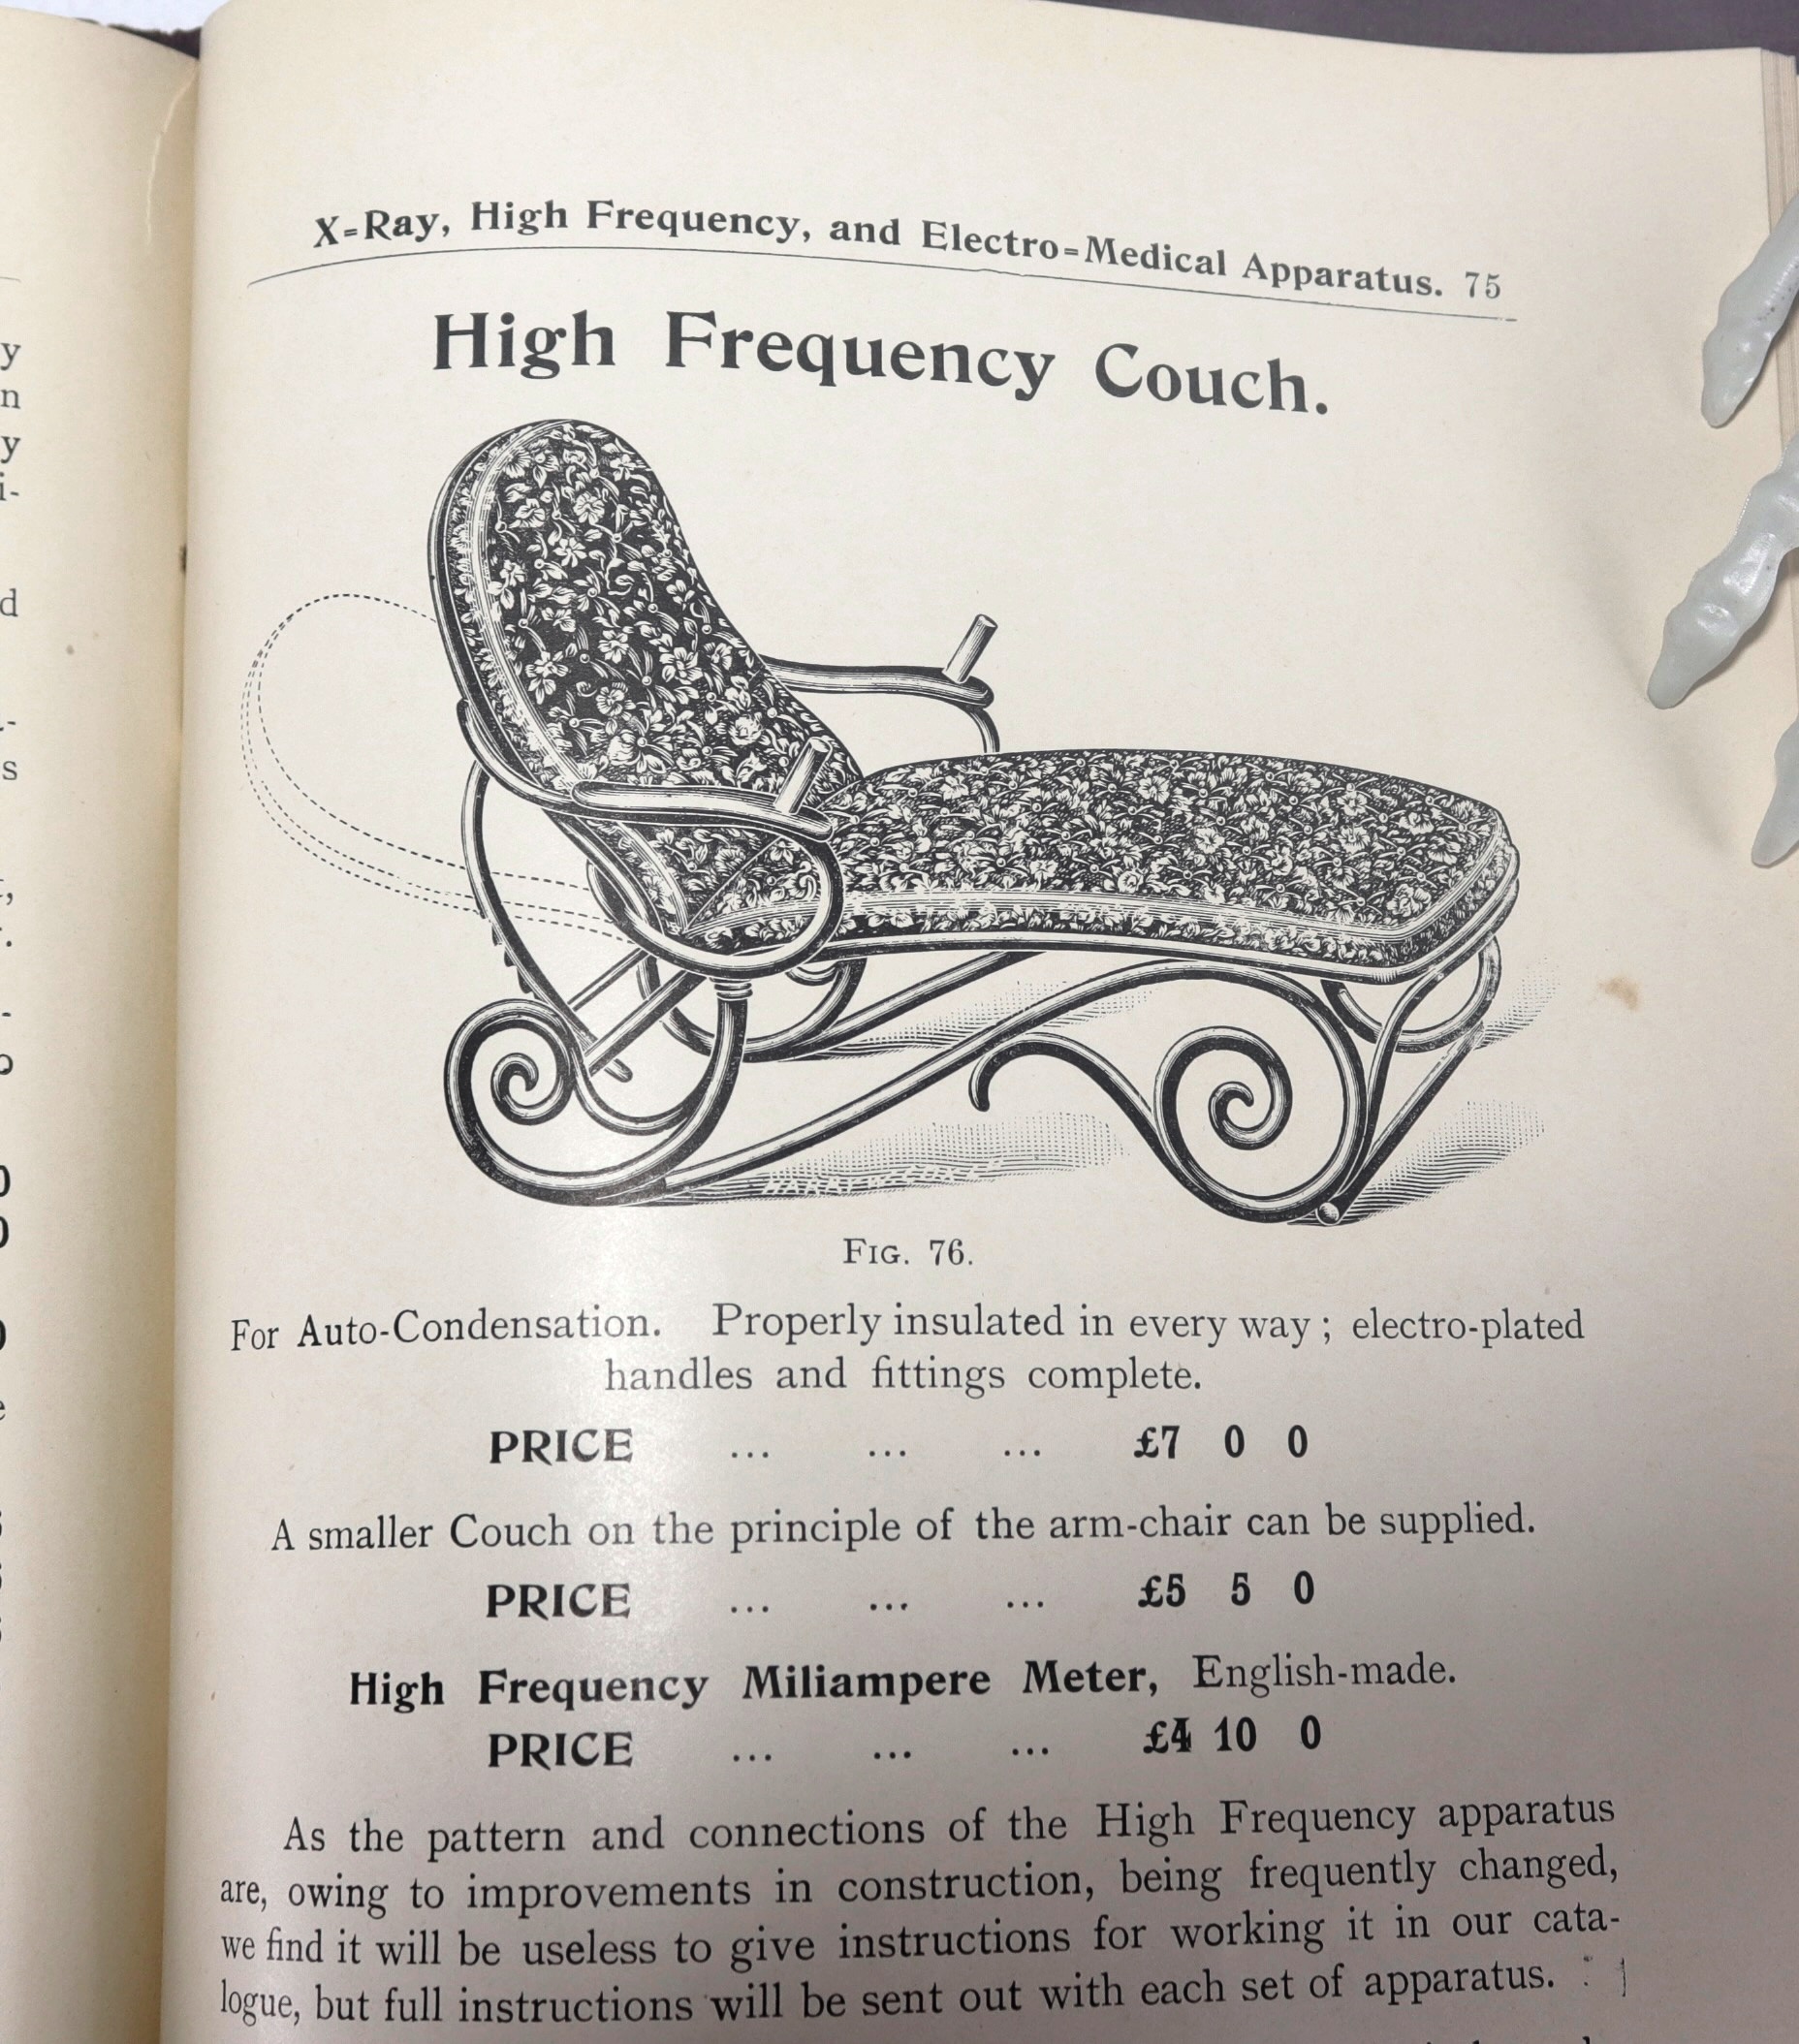 X-Ray, High Frequency, and Electro-Medical Apparatus. 75
High Frequency Couch.
FIG. 76.
For Auto-Condensation. Properly insulated in every way; electro-plated
handles and fittings complete.
PRICE ... ... ... £7 0 0
A smaller Couch on the principle of the arm-chair can be supplied.
PRICE ... ... ... £5 5 0
High Frequency Miliampere Meter, English-made.
PRICE ... ... ... £4 10 0
As the pattern and connections of the High Frequency apparatus
are, owing to improvements in construction, being frequently changed,
we find it will be useless to give instructions for working it in our cata-
logue, but full instructions will be sent out with each set of apparatus.